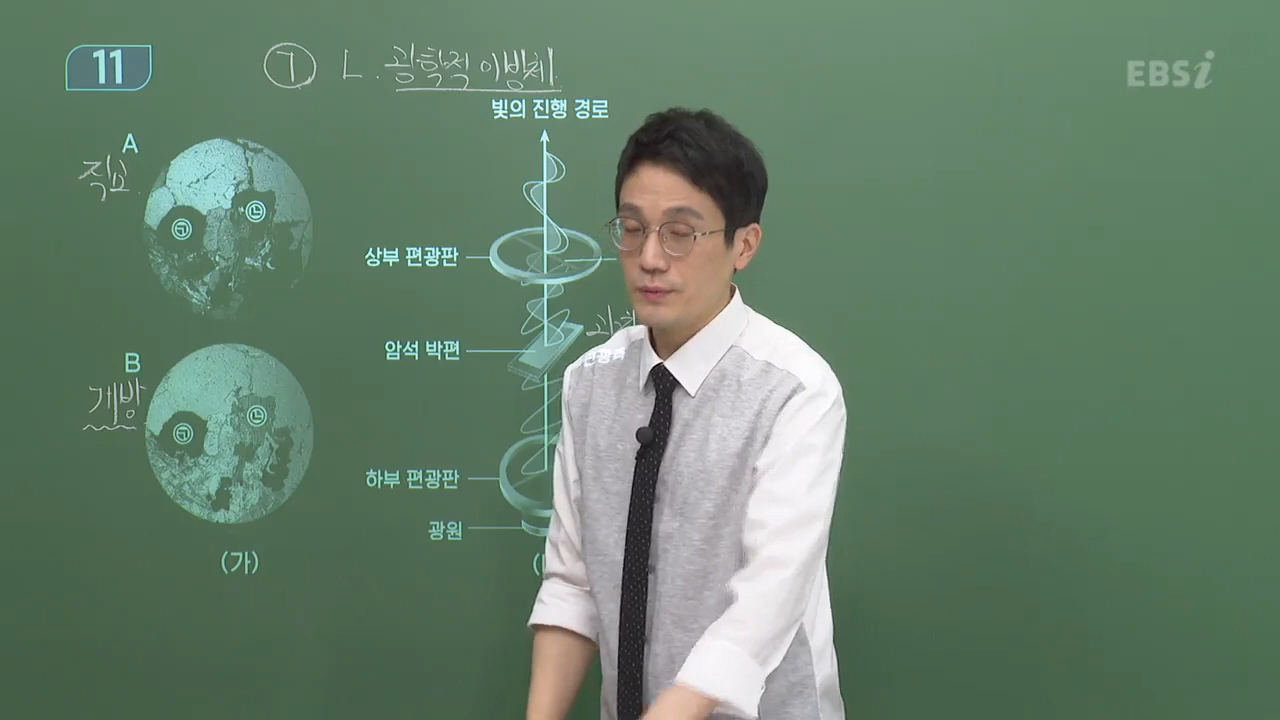 11
ㄱ ㄴ. 광학적 이방체
EBSi
빛의 진행 경로
A
직교
ㄱ
ㄴ
상부 편광판
암석 박편
B
개방
ㄱ
ㄴ
하부 편광판
광원
(가)